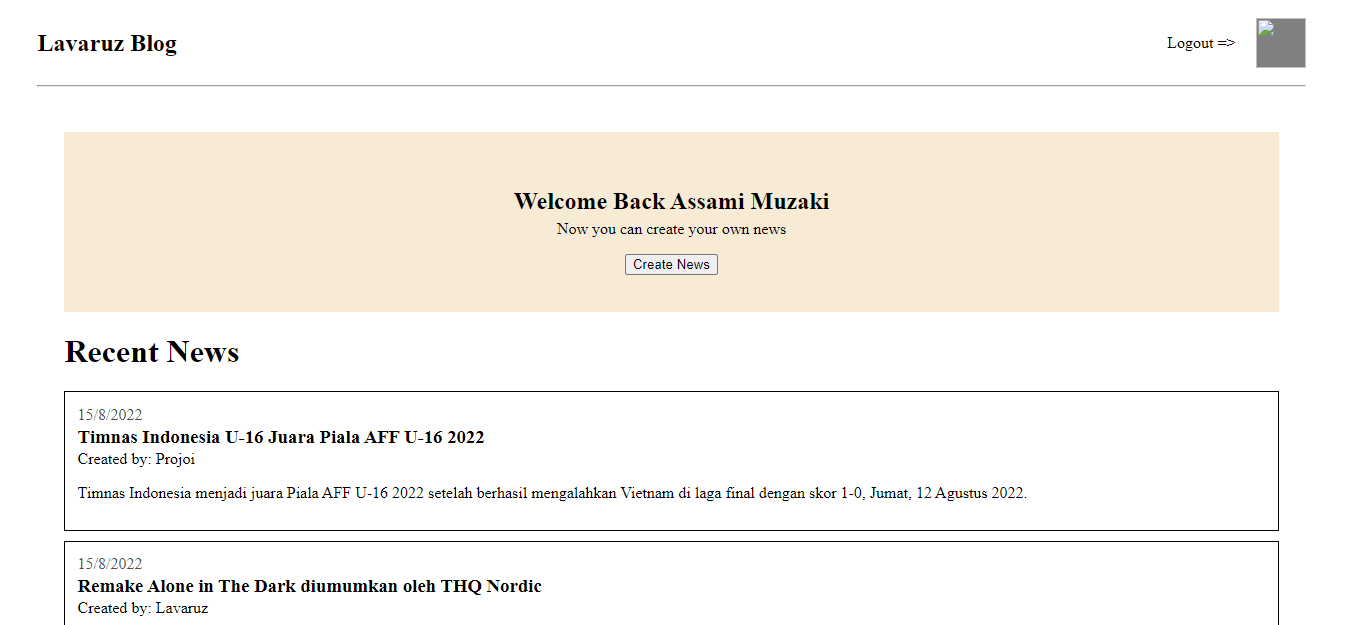 Lavaruz Blog
Logout =>
Welcome Back Assami Muzaki
Now you can create your own news
Create News
Recent News
15/8/2022
Timnas Indonesia U-16 Juara Piala AFF U-16 2022
Created by: Projoi
Timnas Indonesia menjadi juara Piala AFF U-16 2022 setelah berhasil mengalahkan Vietnam di laga final dengan skor 1-0, Jumat, 12 Agustus 2022.
15/8/2022
Remake Alone in The Dark diumumkan oleh THQ Nordic
Created by: Lavaruz